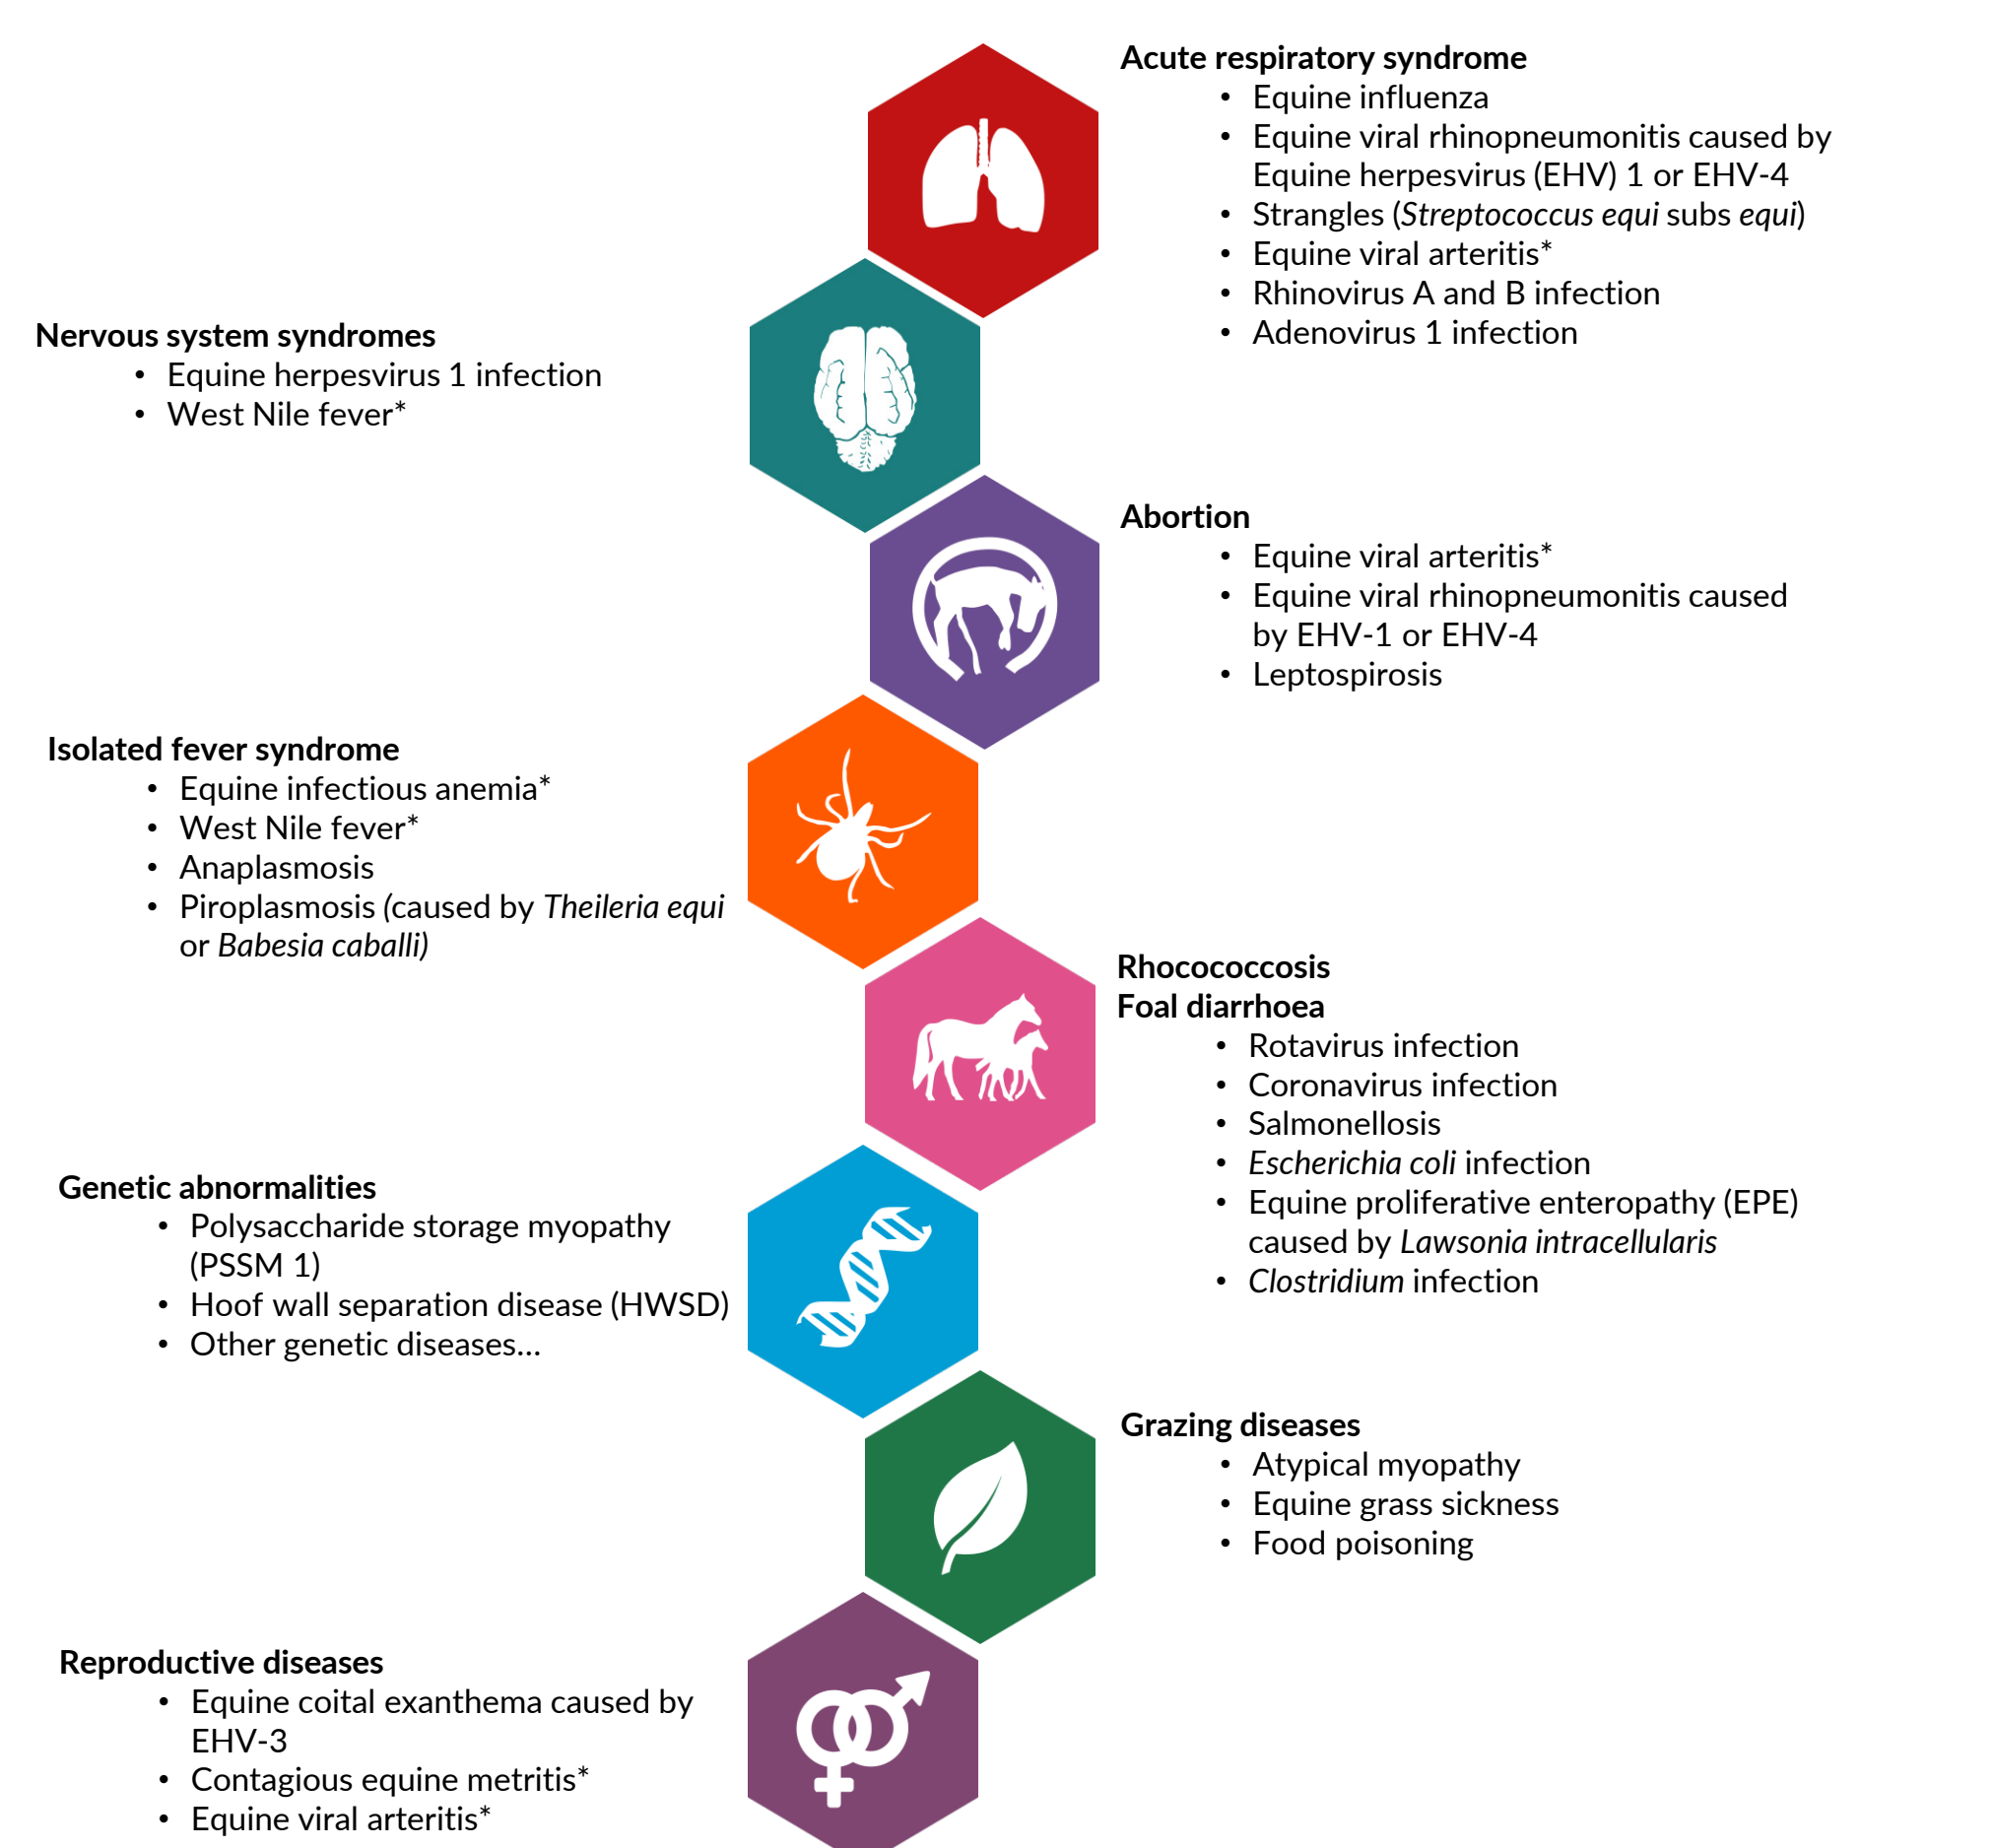 Acute respiratory syndrome
• Equine influenza
• Equine viral rhinopneumonitis caused by
Equine herpesvirus (EHV) 1 or EHV-4
• Strangles (Streptococcus equi subs equi)
• Equine viral arteritis*
• Rhinovirus A and B infection
• Adenovirus 1 infection
Nervous system syndromes
• Equine herpesvirus 1 infection
• West Nile fever*
Abortion
• Equine viral arteritis*
• Equine viral rhinopneumonitis caused
by EHV-1 or EHV-4
• Leptospirosis
Isolated fever syndrome
• Equine infectious anemia*
• West Nile fever*
• Anaplasmosis
• Piroplasmosis (caused by Theileria equi
or Babesia caballi)
Rhocococcosis
Foal diarrhoea
• Rotavirus infection
• Coronavirus infection
• Salmonellosis
• Escherichia coli infection
• Equine proliferative enteropathy (EPE)
caused by Lawsonia intracellularis
• Clostridium infection
Genetic abnormalities
• Polysaccharide storage myopathy
(PSSM 1)
• Hoof wall separation disease (HWSD)
• Other genetic diseases...
Grazing diseases
• Atypical myopathy
• Equine grass sickness
• Food poisoning
Reproductive diseases
• Equine coital exanthema caused by
EHV-3
• Contagious equine metritis*
• Equine viral arteritis*